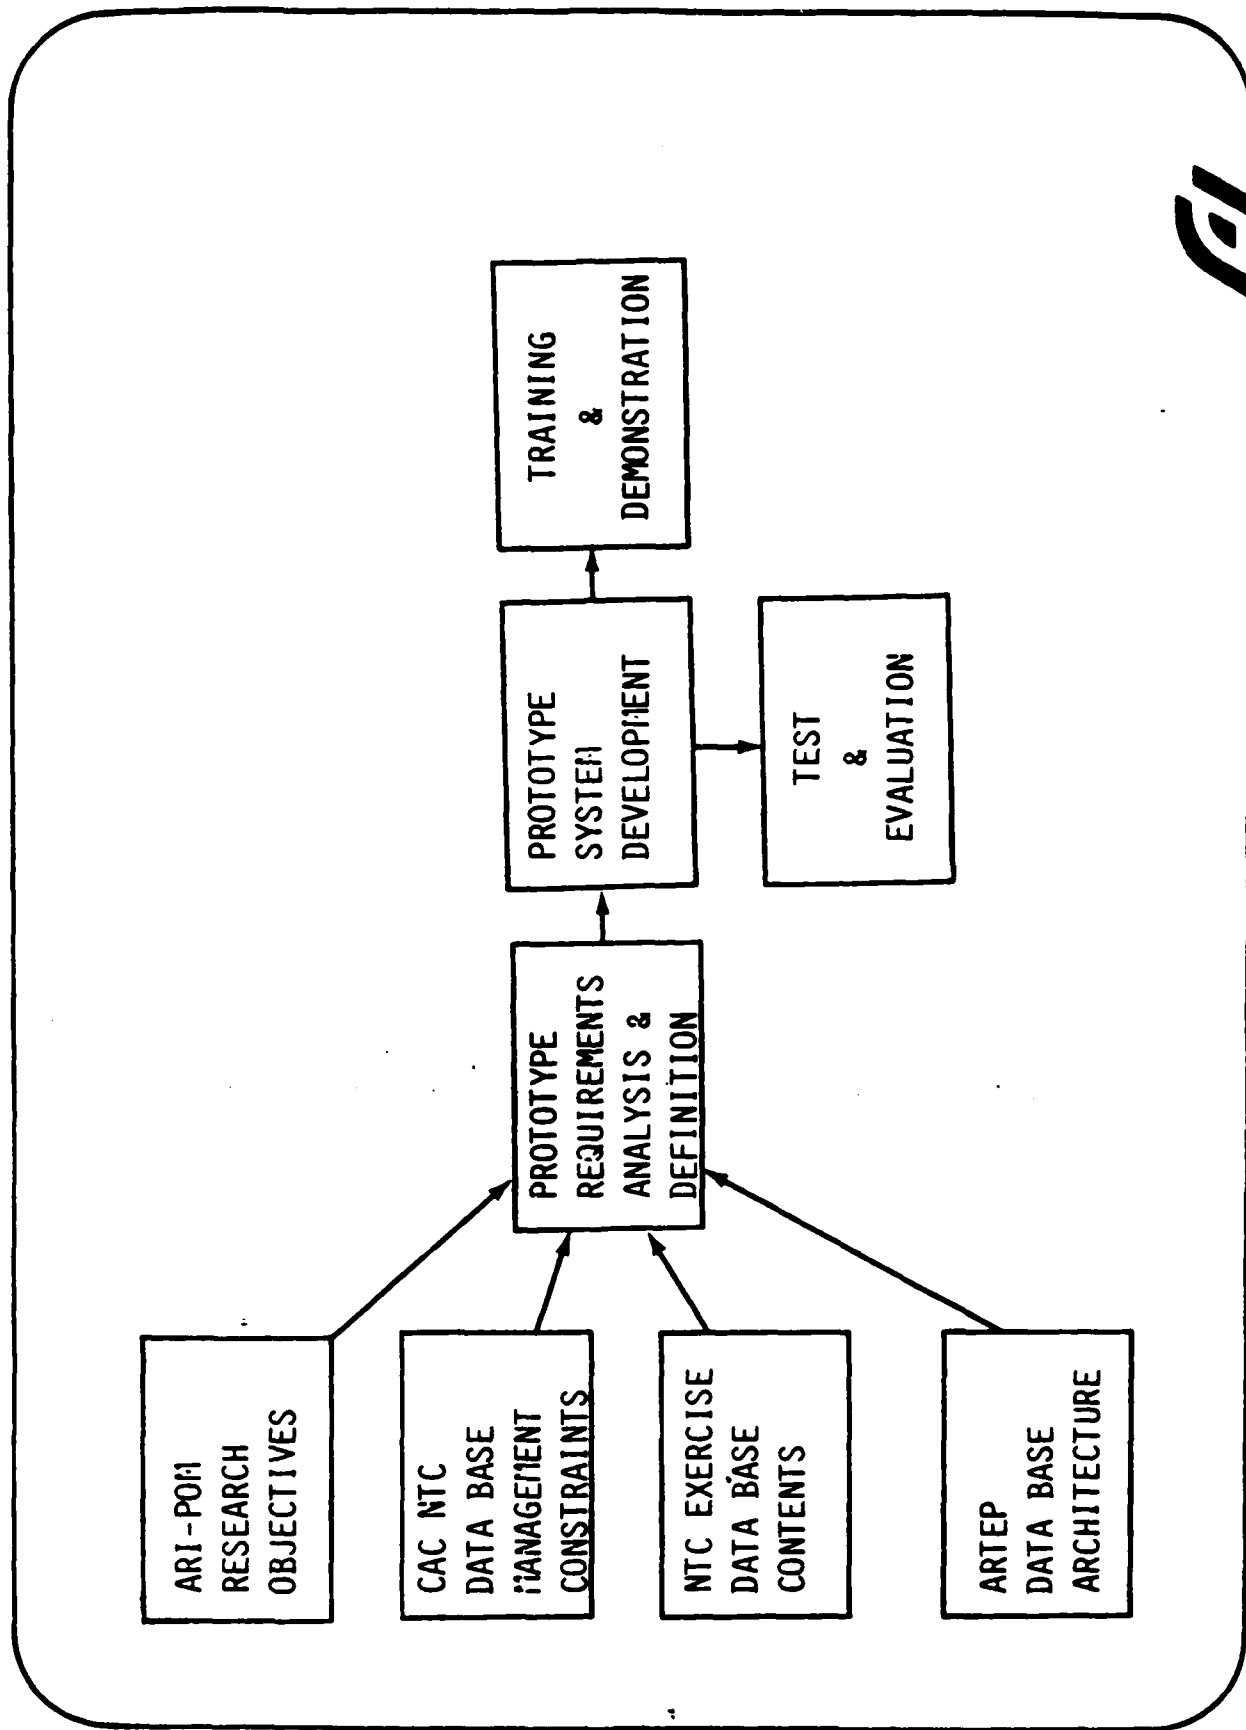 ARI-POM
RESEARCH
OBJECTIVES
CAC NTC
DATA BASE
MANAGEMENT
CONSTRAINTS
NTC EXERCISE
DATA BASE
CONTENTS
ARTEP
DATA BASE
ARCHITECTURE
PROTOTYPE
REQUIREMENTS
ANALYSIS &
DEFINITION
PROTOTYPE
SYSTEM
DEVELOPMENT
TEST
&
EVALUATION
TRAINING
&
DEMONSTRATION